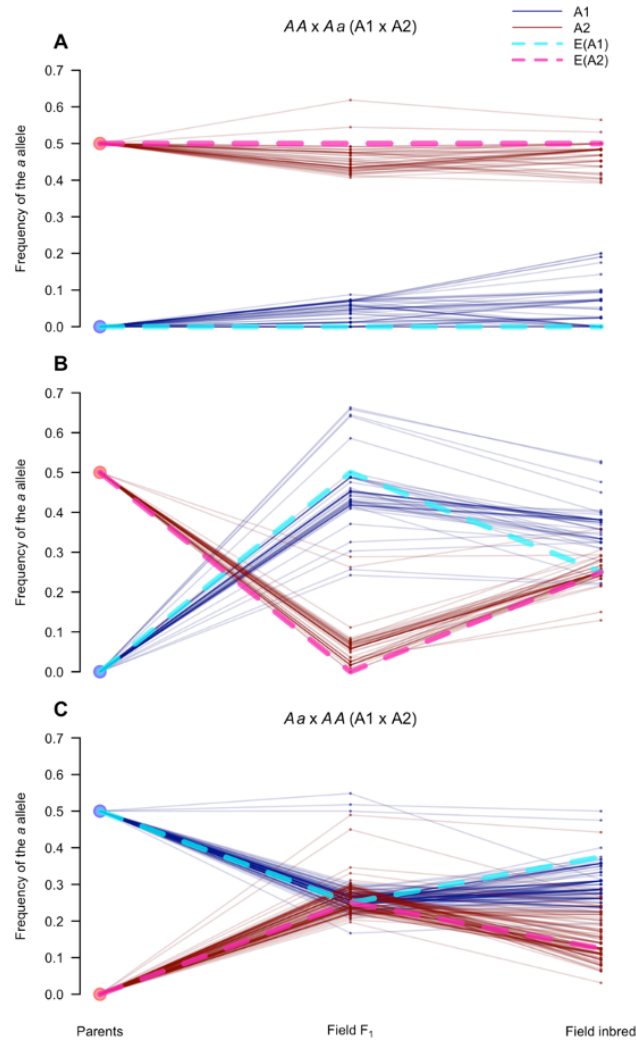 A
AA x Aa (A1 x A2)
A1
A2
E(A1)
E(A2)
Frequency of the a allele
0.7
0.6
0.5
0.4
0.3
0.2
0.1
0.0
B
Frequency of the a allele
0.7
0.6
0.5
0.4
0.3
0.2
0.1
0.0
C
Aa x AA (A1 x A2)
Frequency of the a allele
0.7
0.6
0.5
0.4
0.3
0.2
0.1
0.0
Parents
Field F₁
Field inbred